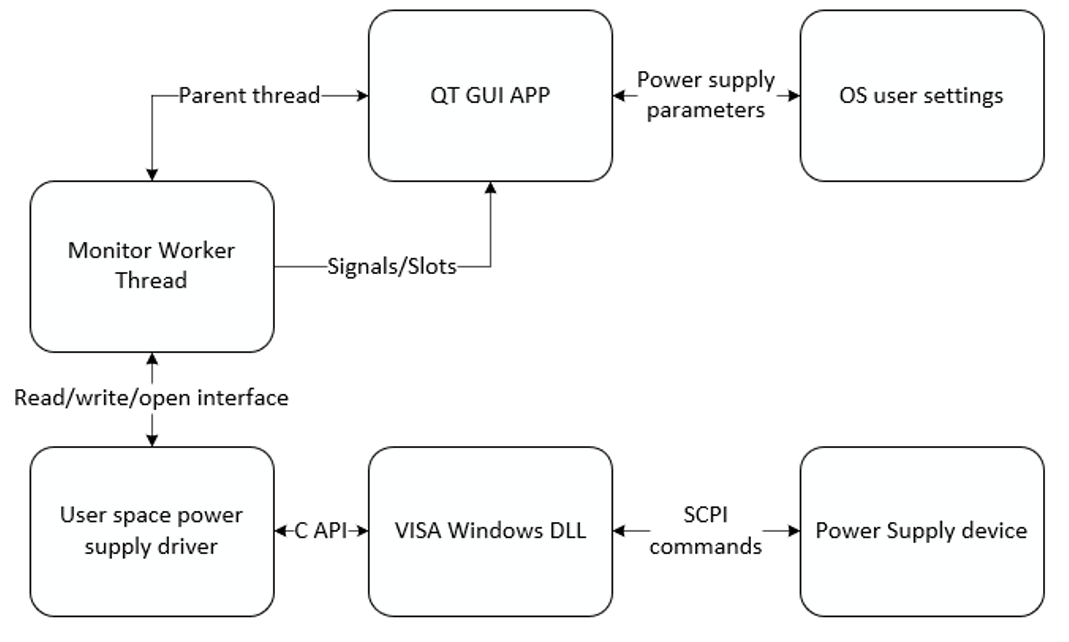 Parent thread
QT GUI APP
Power supply
parameters
OS user settings
Monitor Worker
Thread
Signals/Slots
Read/write/open interface
User space power
supply driver
C API
VISA Windows DLL
SCPI
commands
Power Supply device